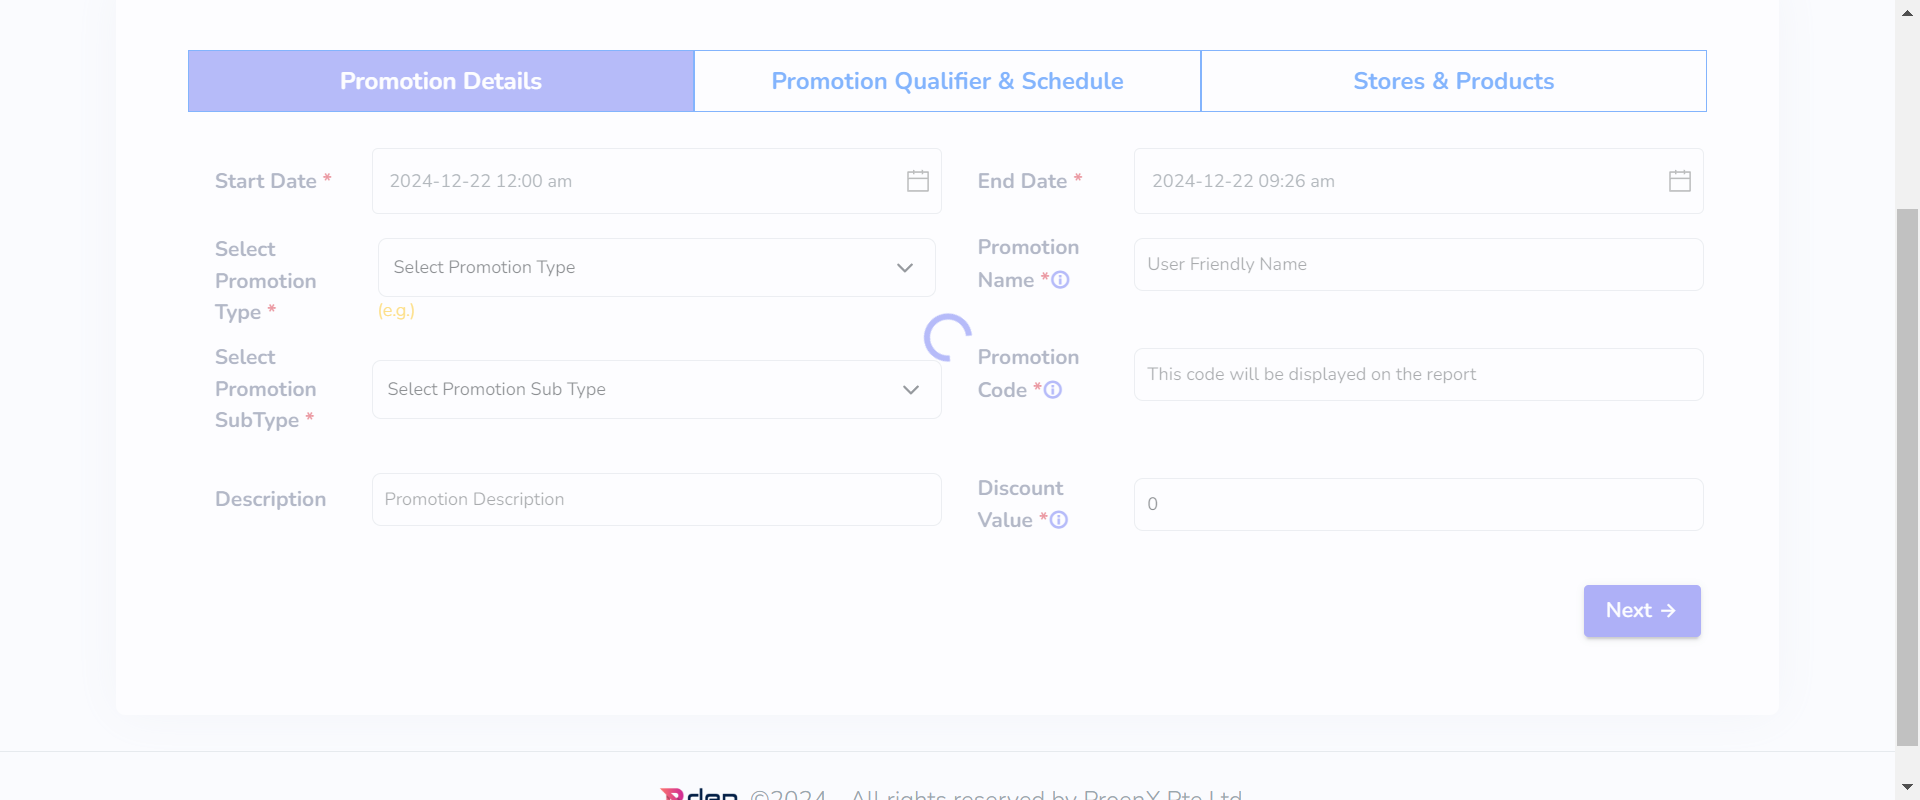 Promotion Details
Promotion Qualifier & Schedule
Stores & Products
Start Date *
2024-12-22 12:00 am
End Date *
2024-12-22 09:26 am
Select
Promotion
Type *
Select Promotion Type
(e.g.)
Promotion
Name *
User Friendly Name
Select
Promotion
SubType *
Select Promotion Sub Type
Promotion
Code *
This code will be displayed on the report
Description
Promotion Description
Discount
Value *
0
Next →
©2024 All rights reserved by
Pte Ltd